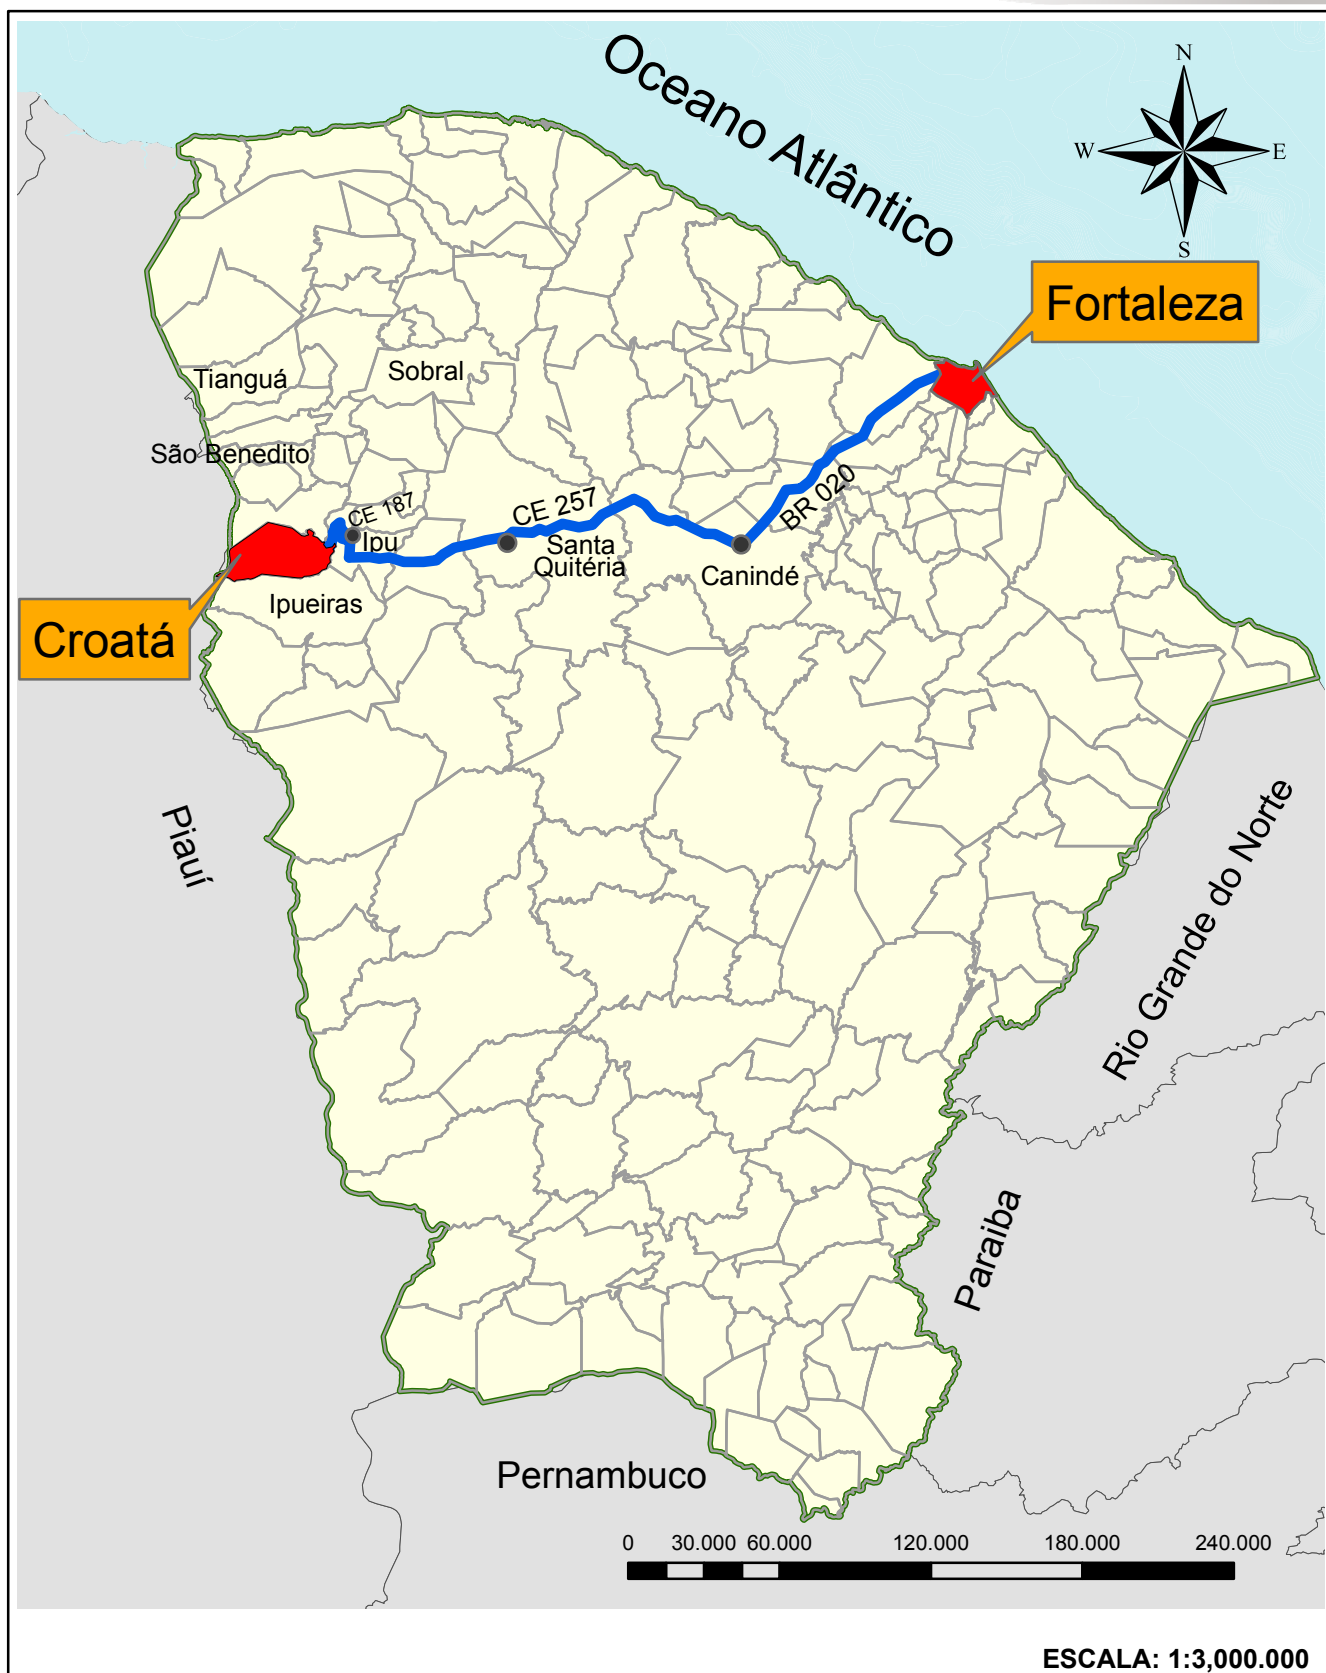 Oceano Atlântico
N
W
E
S
Fortaleza
Tianguá
Sobral
São Benedito
CE 187
CE 257
BR 020
Ipu
Santa
Quitéria
Canindé
Ipueiras
Croatá
Piauí
Rio Grande do Norte
Paraiba
Pernambuco
0 30.000 60.000 120.000 180.000 240.000
ESCALA: 1:3,000.000